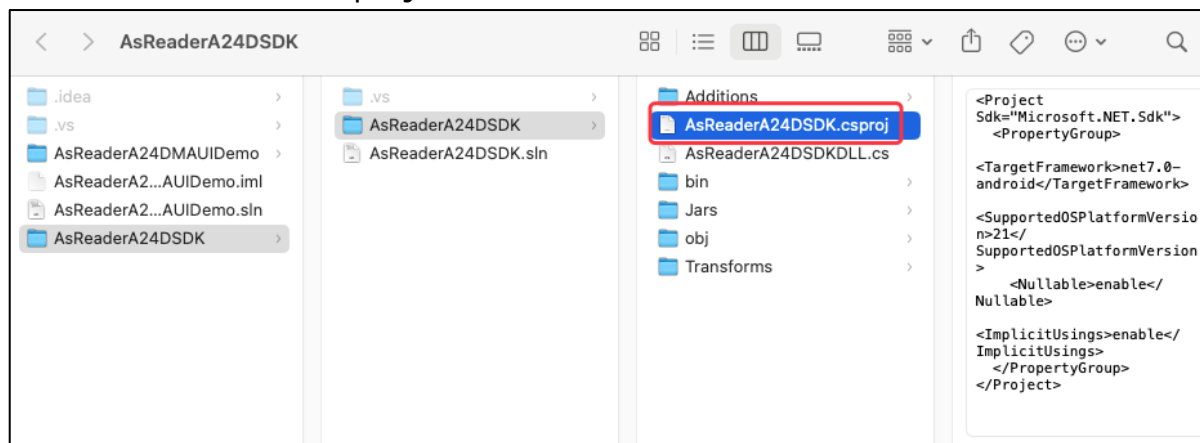 AsReaderA24DSDK
.idea
.vs
AsReaderA24DMAUIDemo
AsReaderA2...AUIDemo.iml
AsReaderA2...AUIDemo.sln
AsReaderA24DSDK
.vs
AsReaderA24DSDK
AsReaderA24DSDK.sln
Additions
AsReaderA24DSDK.csproj
AsReaderA24DSDKDLL.cs
bin
Jars
obj
Transforms
<Project
Sdk="Microsoft.NET.Sdk">
<PropertyGroup>
<TargetFramework>net7.0-
android</TargetFramework>
<SupportedOSPlatformVersio
n>21</
SupportedOSPlatformVersion
>
<Nullable>enable</
Nullable>
<ImplicitUsings>enable</
ImplicitUsings>
</PropertyGroup>
</Project>